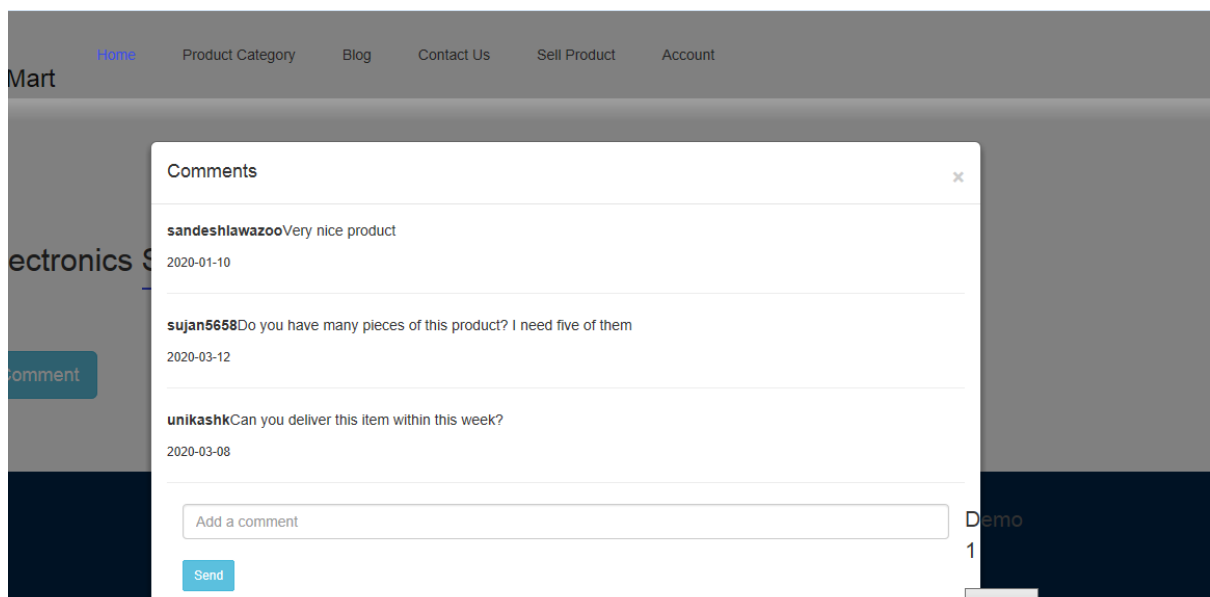 Home Product Category Blog Contact Us Sell Product Account
Mart
Comments ×
sandeshlawazooVery nice product
2020-01-10
ectronics S
sujan5658Do you have many pieces of this product? I need five of them
2020-03-12
Comment
unikashkCan you deliver this item within this week?
2020-03-08
Add a comment
Demo
1
Send